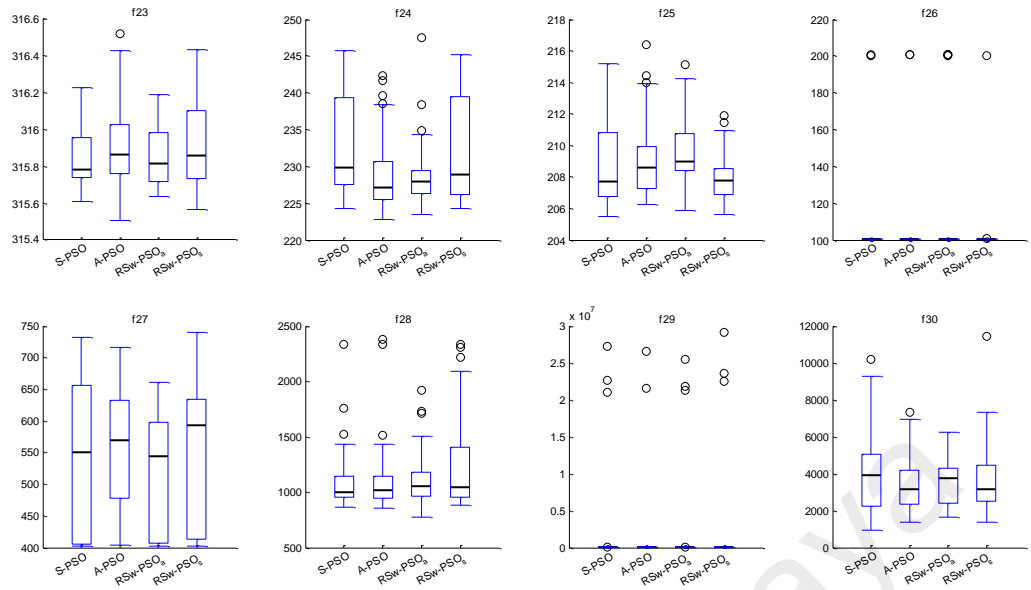 f23
316.6
316.4
316.2
316
315.8
315.6
315.4
S-PSO
A-PSO
RSw-PSOa
RSw-PSOs
f24
250
245
240
235
230
225
220
S-PSO
A-PSO
RSw-PSOa
RSw-PSOs
f25
218
216
214
212
210
208
206
204
S-PSO
A-PSO
RSw-PSOa
RSw-PSOs
f26
220
200
180
160
140
120
100
S-PSO
A-PSO
RSw-PSOa
RSw-PSOs
f27
750
700
650
600
550
500
450
400
S-PSO
A-PSO
RSw-PSOa
RSw-PSOs
f28
2500
2000
1500
1000
500
S-PSO
A-PSO
RSw-PSOa
RSw-PSOs
x 10^7
f29
3
2.5
2
1.5
1
0.5
0
S-PSO
A-PSO
RSw-PSOa
RSw-PSOs
f30
12000
10000
8000
6000
4000
2000
0
S-PSO
A-PSO
RSw-PSOa
RSw-PSOs
aya